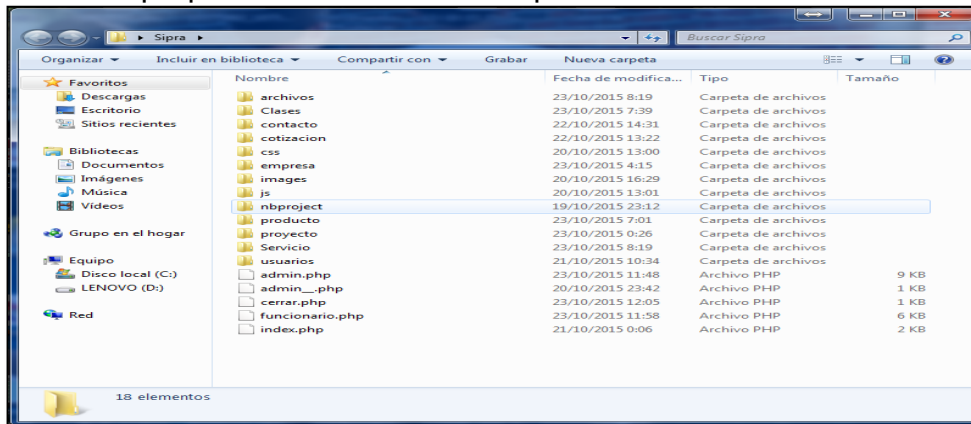 Sipra
Buscar Sipra
Organizar Incluir en biblioteca Compartir con Grabar Nueva carpeta
Favoritos
Descargas
Escritorio
Sitios recientes
Bibliotecas
Documentos
Imágenes
Música
Vídeos
Grupo en el hogar
Equipo
Disco local (C:)
LENOVO (D:)
Red
Nombre Fecha de modifica... Tipo Tamaño
archivos 23/10/2015 8:19 Carpeta de archivos
Clases 23/10/2015 7:39 Carpeta de archivos
contacto 22/10/2015 14:31 Carpeta de archivos
cotizacion 22/10/2015 13:22 Carpeta de archivos
css 20/10/2015 13:00 Carpeta de archivos
empresa 23/10/2015 4:15 Carpeta de archivos
images 20/10/2015 16:29 Carpeta de archivos
js 20/10/2015 13:01 Carpeta de archivos
nbproject 19/10/2015 23:12 Carpeta de archivos
producto 23/10/2015 7:01 Carpeta de archivos
proyecto 23/10/2015 0:26 Carpeta de archivos
Servicio 23/10/2015 8:19 Carpeta de archivos
usuarios 21/10/2015 10:34 Carpeta de archivos
admin.php 23/10/2015 11:48 Archivo PHP 9 KB
admin__.php 20/10/2015 23:42 Archivo PHP 1 KB
cerrar.php 23/10/2015 12:05 Archivo PHP 1 KB
funcionario.php 23/10/2015 11:58 Archivo PHP 6 KB
index.php 21/10/2015 0:06 Archivo PHP 2 KB
18 elementos